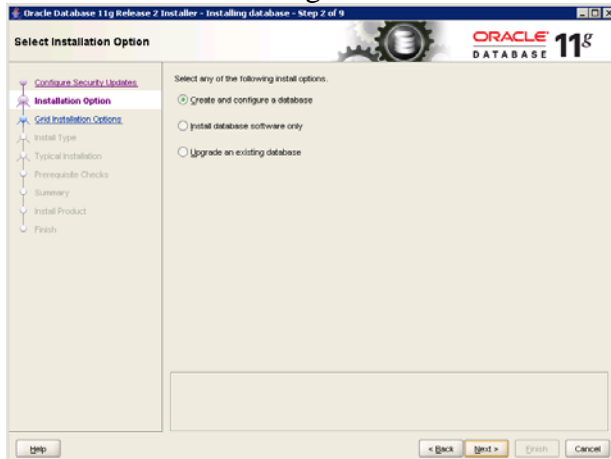 Oracle Database 11g Release 2 Installer - Installing database - Step 2 of 9
Select Installation Option
ORACLE
DATABASE 11g
Configure Security Updates
Installation Option
Grid Installation Options
Install Type
Typical Installation
Prerequisite Checks
Summary
Install Product
Finish
Select any of the following install options.
Create and configure a database
Install database software only
Upgrade an existing database
Help
< Back
Next >
Finish
Cancel